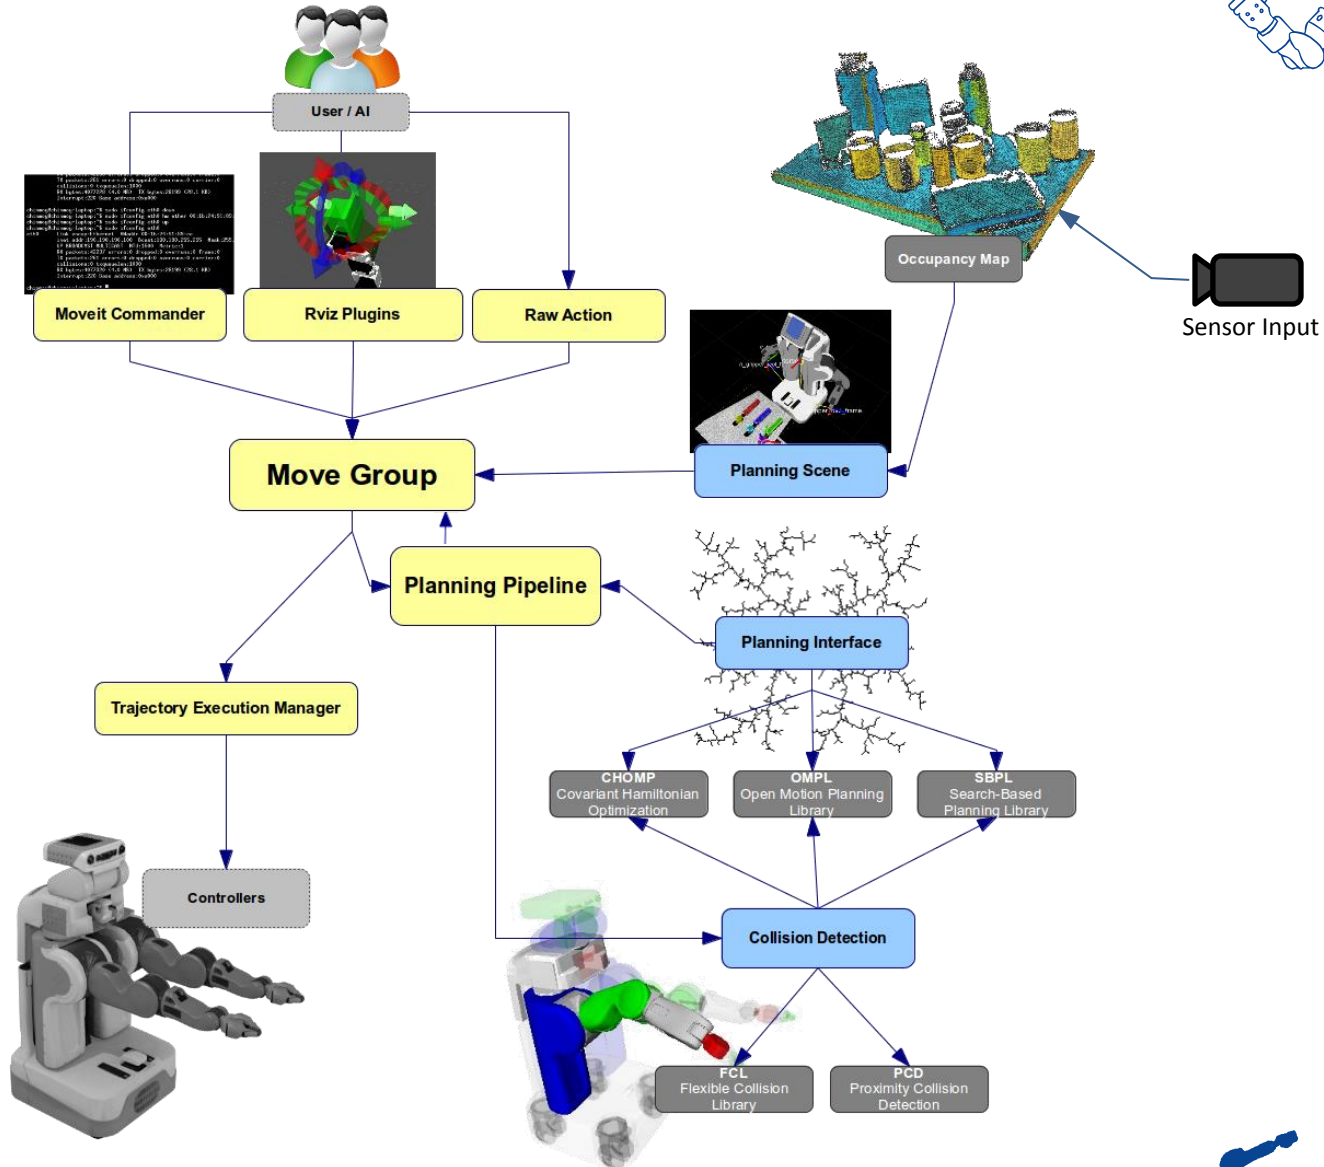 User / AI
Moveit Commander
Rviz Plugins
Raw Action
Occupancy Map
Sensor Input
Move Group
Planning Scene
Planning Pipeline
Planning Interface
Trajectory Execution Manager
CHOMP
Covariant Hamiltonian
Optimization
OMPL
Open Motion Planning
Library
SBPL
Search-Based
Planning Library
Controllers
Collision Detection
FCL
Flexible Collision
Library
PCD
Proximity Collision
Detection